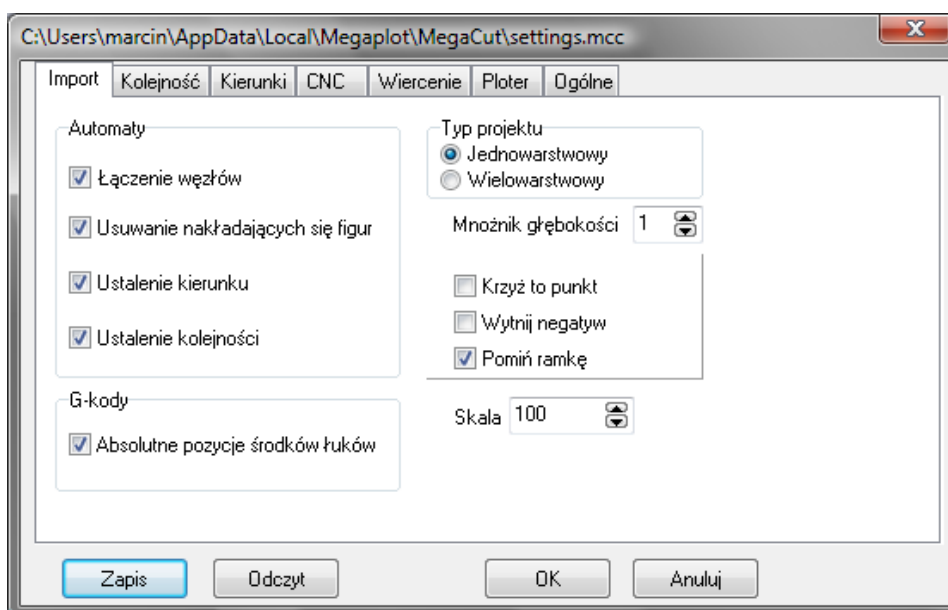 C:\Users\marcin\AppData\Local\Megaplot\MegaCut\settings.mcc
Import Kolejność Kierunki CNC Wiercenie Ploter Ogólne
Automaty
Łączenie węzłów
Usuwanie nakładających się figur
Ustalenie kierunku
Ustalenie kolejności
G-kody
Absolutne pozycje środków łuków
Typ projektu
Jednowarstwowy
Wielowarstwowy
Mnożnik głębokości 1
Krzyż to punkt
Wytnij negatyw
Pomiń ramkę
Skala 100
Zapis Odczyt OK Anuluj